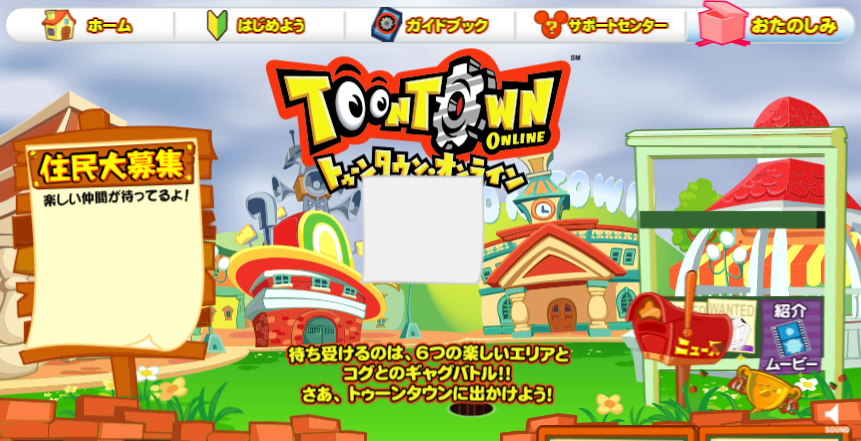 ホーム
はじめよう
ガイドブック
サポートセンター
おたのしみ
TOONTOWN
ONLINE
SM
トゥーンタウン・オンライン
住民大募集
楽しい仲間が待ってるよ!
WANTED
紹介
ムービー
ニュース
待ち受けるのは、6つの楽しいエリアと
コグとのギャグバトル!!
さあ、トゥーンタウンに出かけよう!
SOUND